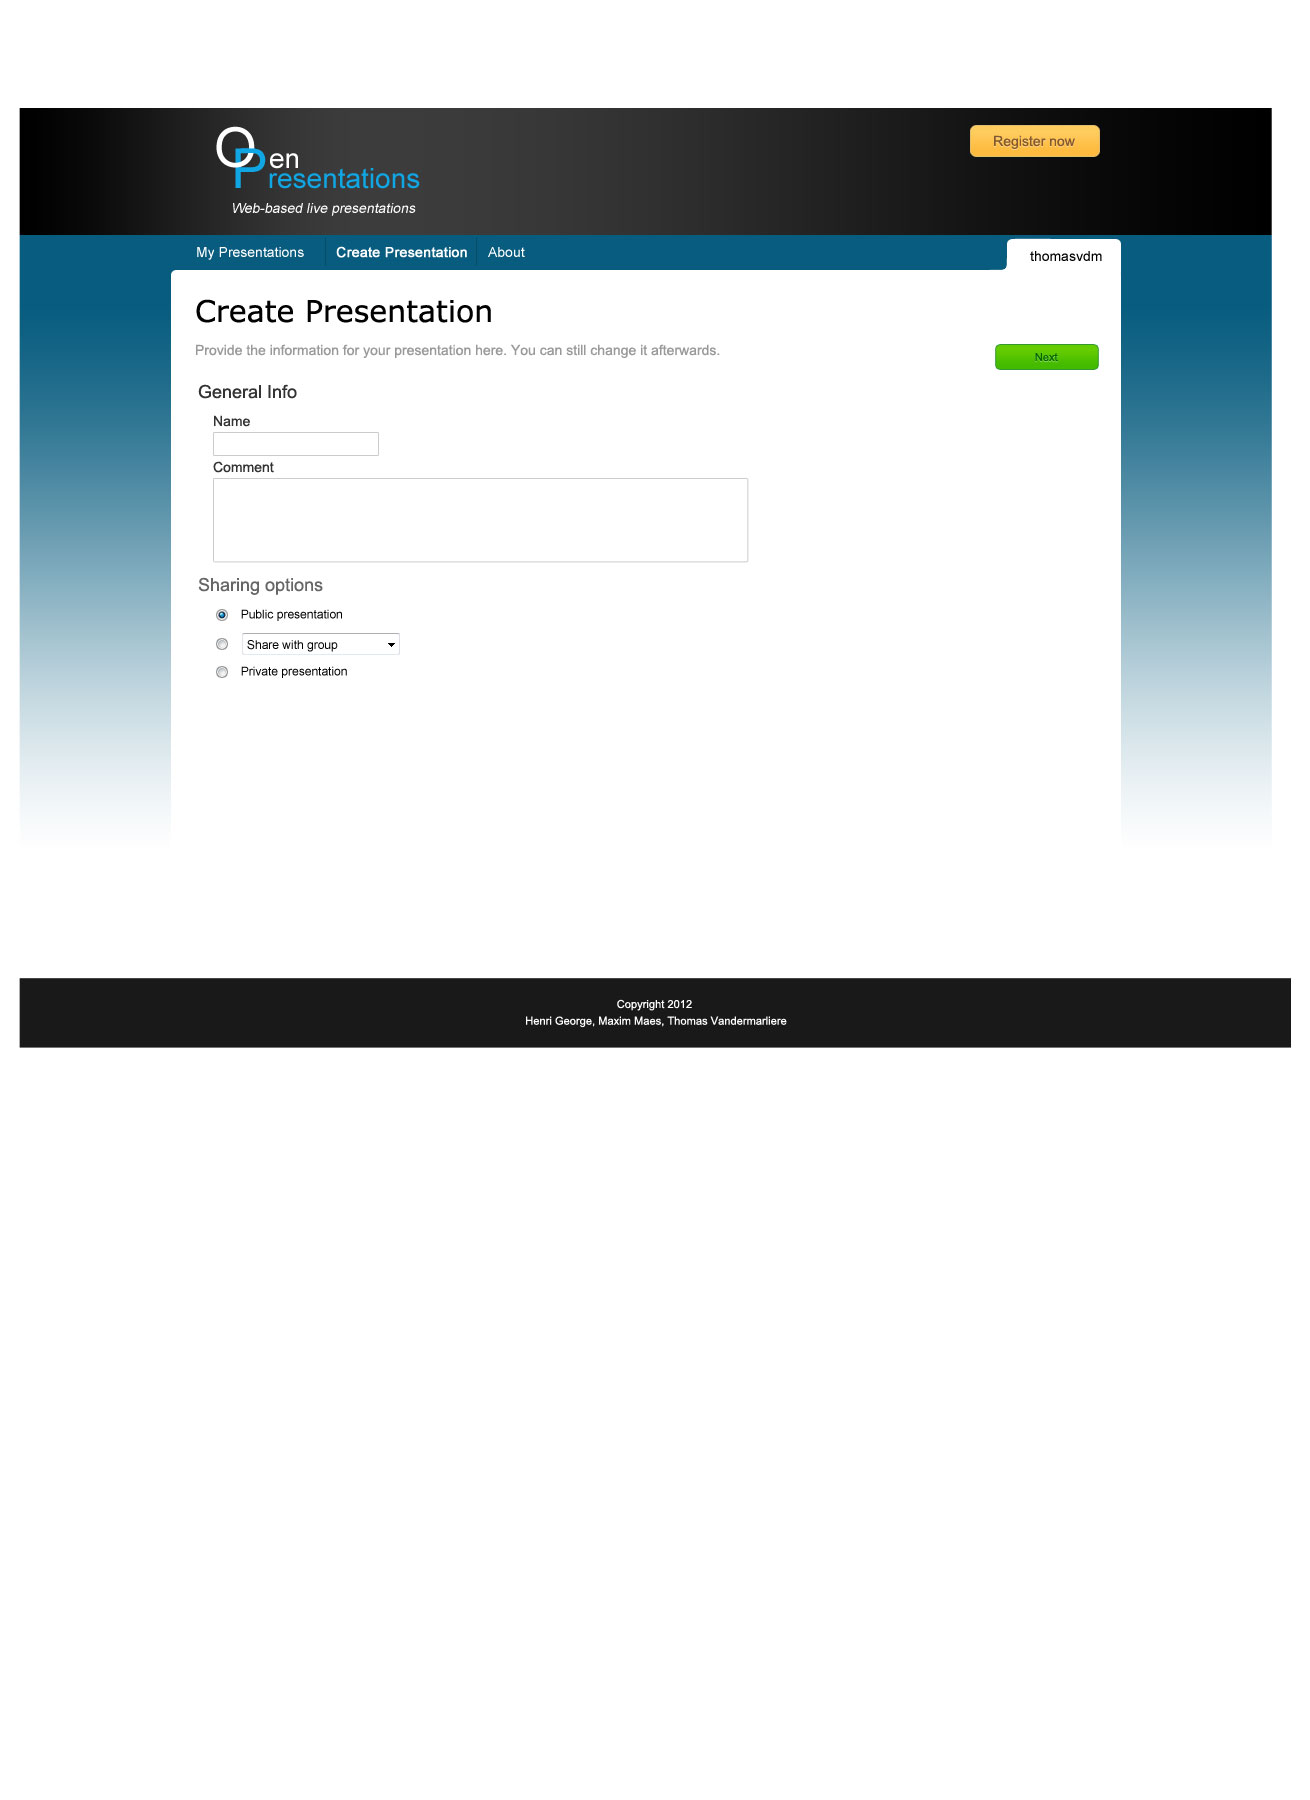 Open
Presentations
Web-based live presentations
Register now
My Presentations
Create Presentation
About
thomasvdm
Create Presentation
Provide the information for your presentation here. You can still change it afterwards.
Next
General Info
Name
Comment
Sharing options
Public presentation
Share with group
Private presentation
Copyright 2012
Henri George, Maxim Maes, Thomas Vandermarliere